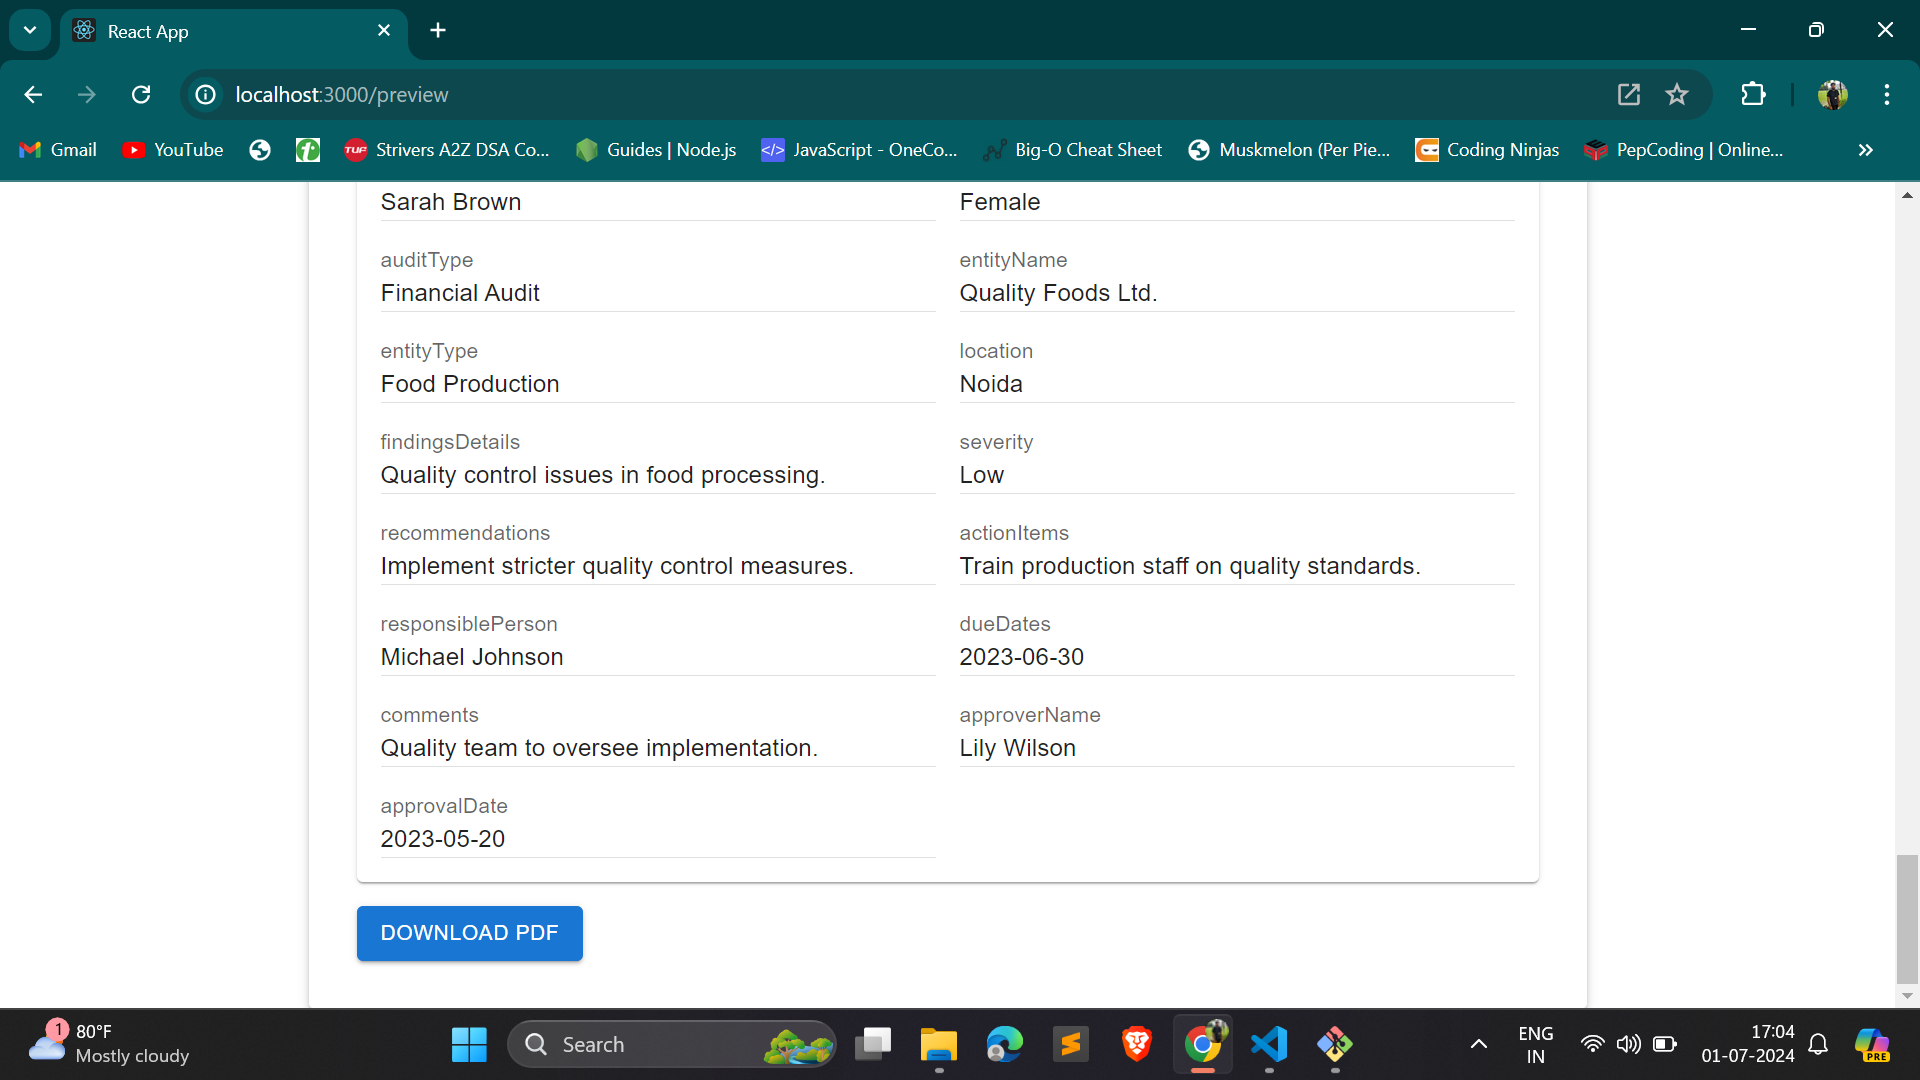 React App
localhost:3000/preview
Gmail
YouTube
Strivers A2Z DSA Co...
Guides | Node.js
JavaScript - OneCo...
Big-O Cheat Sheet
Muskmelon (Per Pie...
Coding Ninjas
PepCoding | Online...
Sarah Brown
Female
auditType
Financial Audit
entityName
Quality Foods Ltd.
entityType
Food Production
location
Noida
findingsDetails
Quality control issues in food processing.
severity
Low
recommendations
Implement stricter quality control measures.
actionItems
Train production staff on quality standards.
responsiblePerson
Michael Johnson
dueDates
2023-06-30
comments
Quality team to oversee implementation.
approverName
Lily Wilson
approvalDate
2023-05-20
DOWNLOAD PDF
1
80°F
Mostly cloudy
Search
ENG
IN
17:04
01-07-2024
PRE
TUF